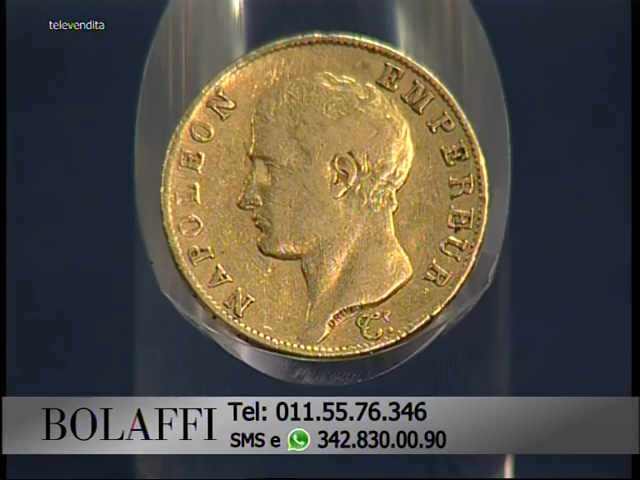 televendita
NAPOLEON EMPEREUR
BOLAFFI
Tel: 011.55.76.346
SMS e 342.830.00.90